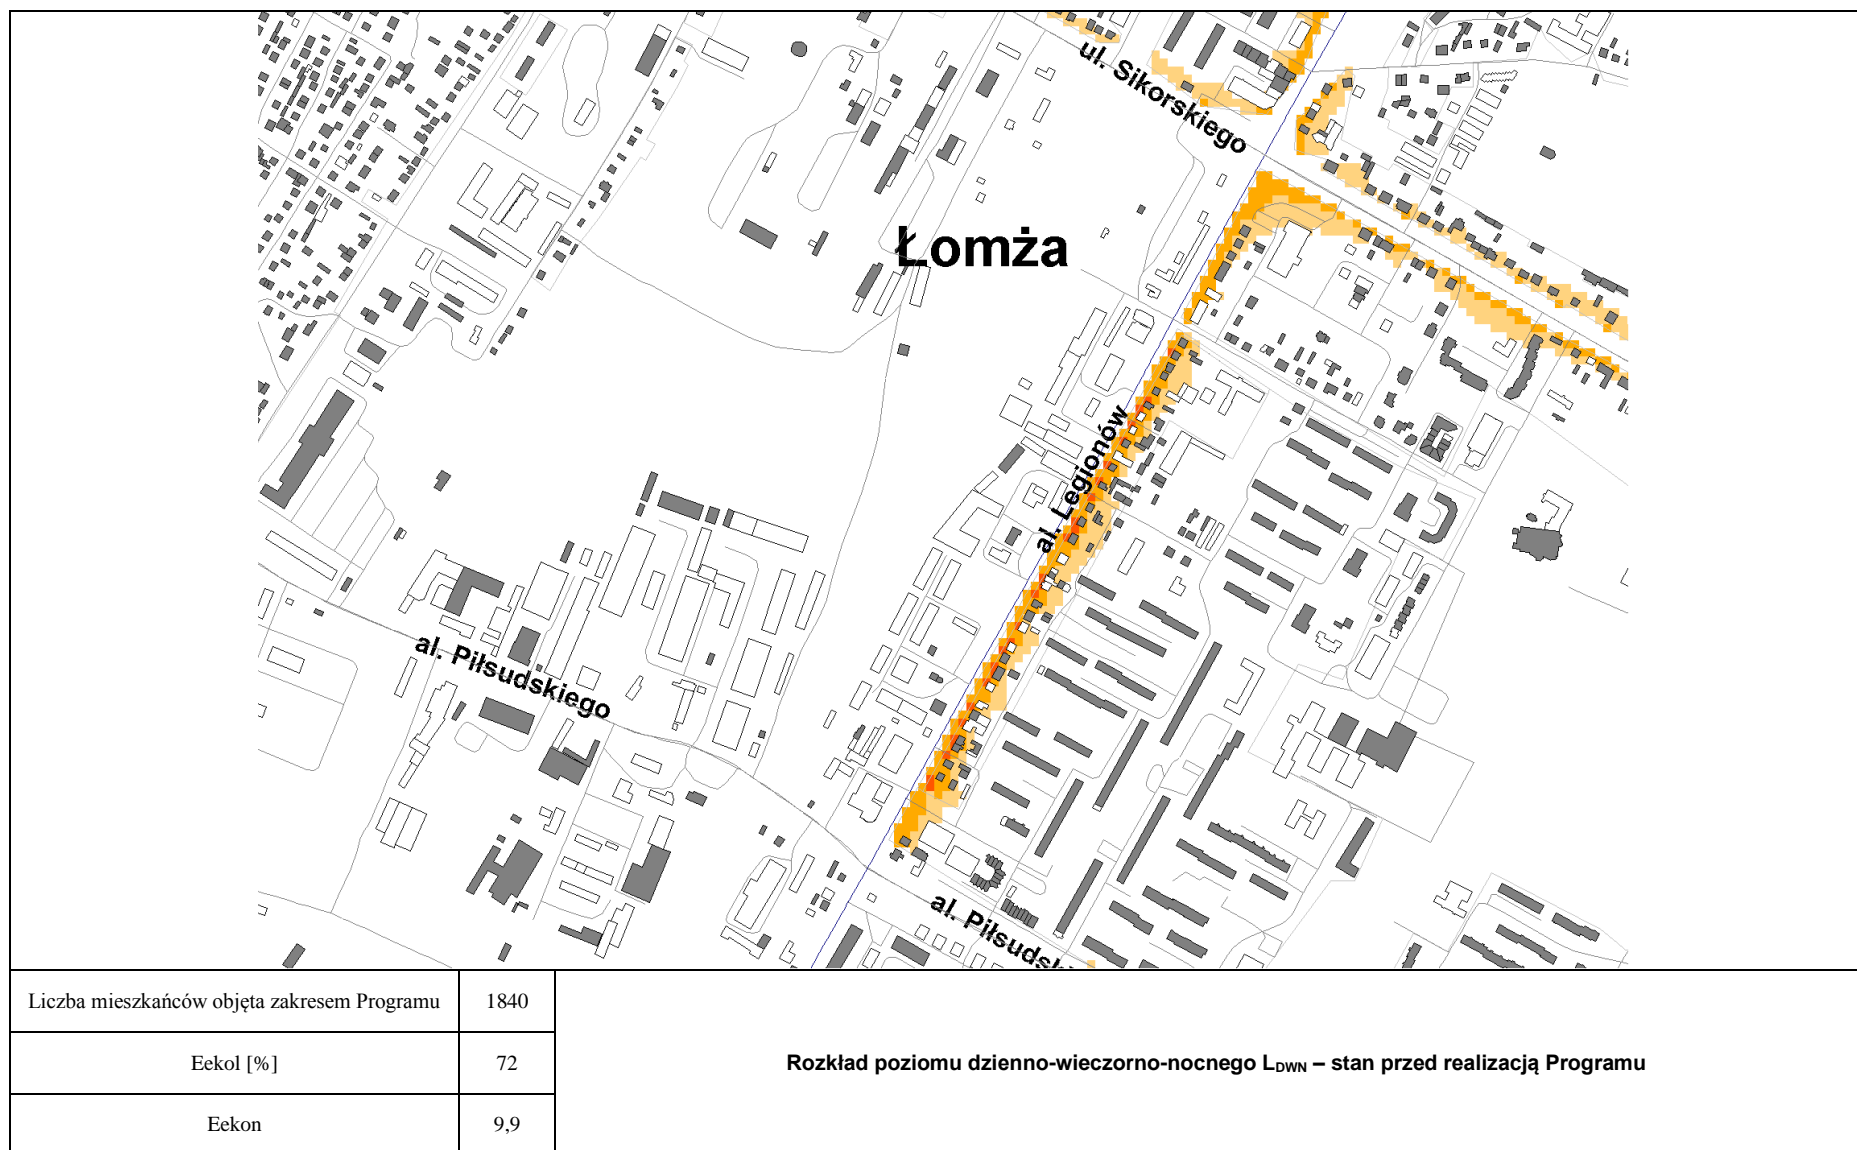 ul. Sikorskiego
Łomża
al. Legionów
al. Piłsudskiego
al. Piłsudski
Liczba mieszkańców objęta zakresem Programu 1840
Eekol [%] 72
Rozkład poziomu dzienno-wieczorno-nocnego LDWN – stan przed realizacją Programu
Eekon 9,9